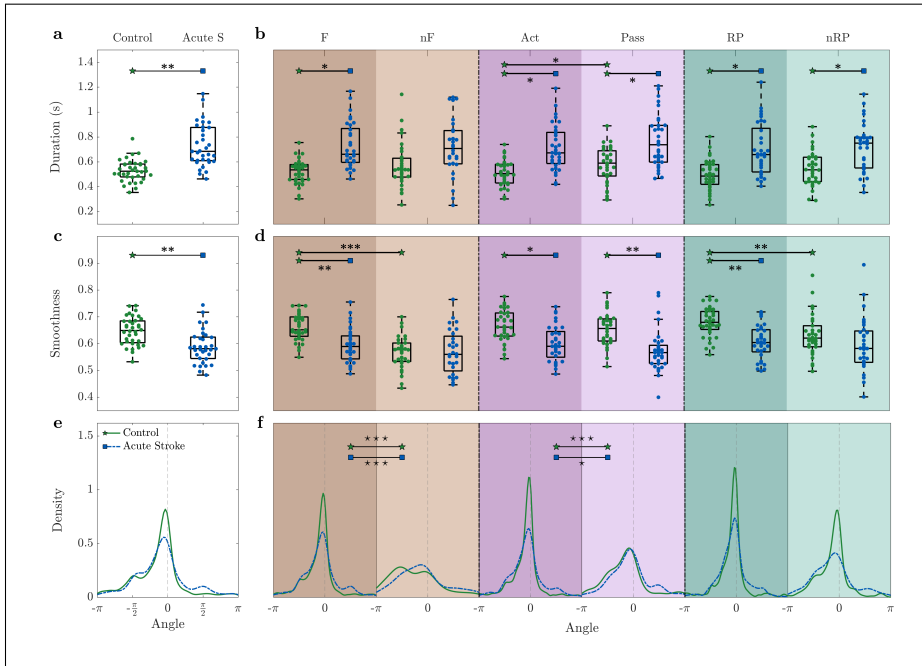 a
Control Acute S
b
F nF Act Pass RP nRP
Duration (s)
1.4
1.2
1
0.8
0.6
0.4
0.2
**
* * * * * *
c
Smoothness
0.9
0.8
0.7
0.6
0.5
0.4
**
d
*** ** * ** ** **
e
Control
Acute Stroke
Density
1.5
1
0.5
0
-π -π/2 0 π/2 π
Angle
f
⋆⋆⋆ ⋆⋆⋆
⋆⋆⋆ ⋆
-π 0 -π 0 -π 0 -π 0 -π 0 -π 0 π
Angle